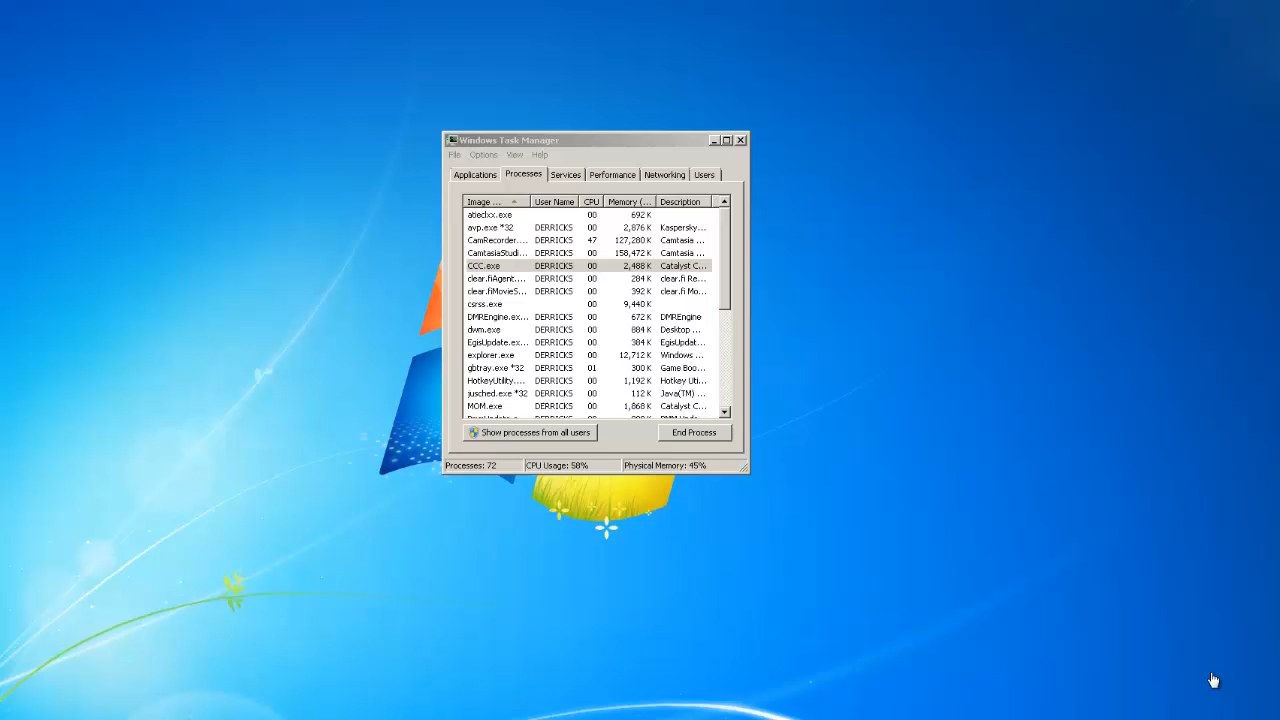 Windows Task Manager
File Options View Help
Applications Processes Services Performance Networking Users
Image ... User Name CPU Memory (... Description
atieclxx.exe 00 692 K
avp.exe *32 DERRICKS 00 2,876 K Kaspersky...
CamRecorder.... DERRICKS 47 127,280 K Camtasia ...
CamtasiaStudi... DERRICKS 00 158,472 K Camtasia ...
CCC.exe DERRICKS 00 2,488 K Catalyst C...
clear.fiAgent.... DERRICKS 00 284 K clear.fi Re...
clear.fiMovieS... DERRICKS 00 392 K clear.fi Mo...
csrss.exe 00 9,440 K
DMREngine.ex... DERRICKS 00 672 K DMREngine
dwm.exe DERRICKS 00 884 K Desktop ...
EgisUpdate.ex... DERRICKS 00 384 K EgisUpdat...
explorer.exe DERRICKS 00 12,712 K Windows ...
gbtray.exe *32 DERRICKS 01 300 K Game Boo...
HotkeyUtility.... DERRICKS 00 1,192 K Hotkey Uti...
jusched.exe *32 DERRICKS 00 112 K Java(TM) ...
MOM.exe DERRICKS 00 1,868 K Catalyst C...
Show processes from all users End Process
Processes: 72 CPU Usage: 58% Physical Memory: 45%